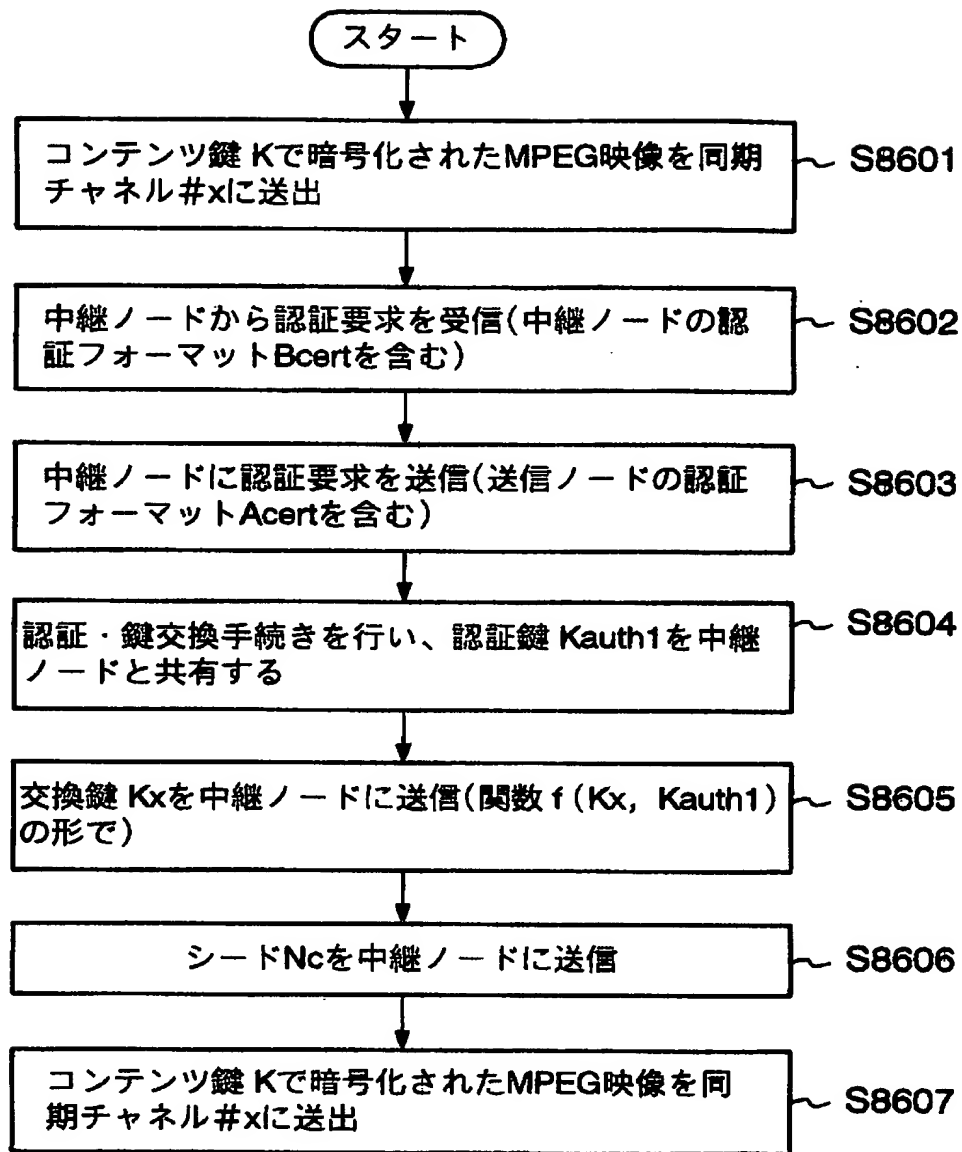 スタート
コンテンツ鍵 Kで暗号化されたMPEG映像を同期
チャネル#xに送出
S8601
中継ノードから認証要求を受信(中継ノードの認
証フォーマットBcertを含む)
S8602
中継ノードに認証要求を送信(送信ノードの認証
フォーマットAcertを含む)
S8603
認証・鍵交換手続きを行い、認証鍵 Kauth1を中継
ノードと共有する
S8604
交換鍵 Kxを中継ノードに送信(関数 f (Kx, Kauth1)
の形で)
S8605
シードNcを中継ノードに送信
S8606
コンテンツ鍵 Kで暗号化されたMPEG映像を同
期チャネル#xに送出
S8607